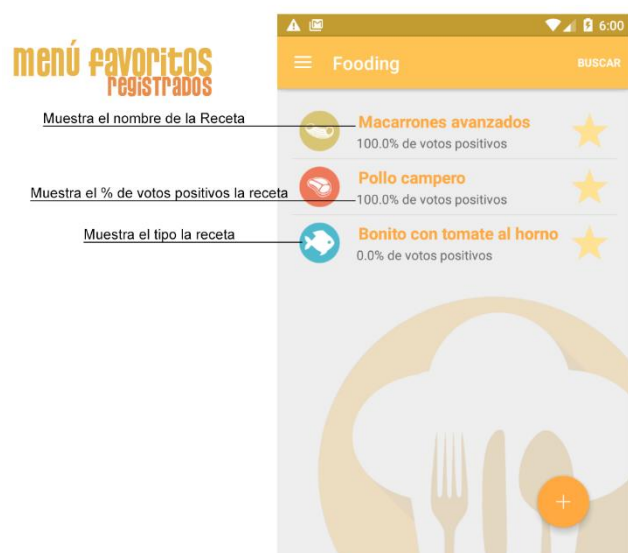 menú favoritos
registrados
Muestra el nombre de la Receta
Muestra el % de votos positivos la receta
Muestra el tipo la receta
6:00
Fooding
BUSCAR
Macarrones avanzados
100.0% de votos positivos
Pollo campero
100.0% de votos positivos
Bonito con tomate al horno
0.0% de votos positivos
+